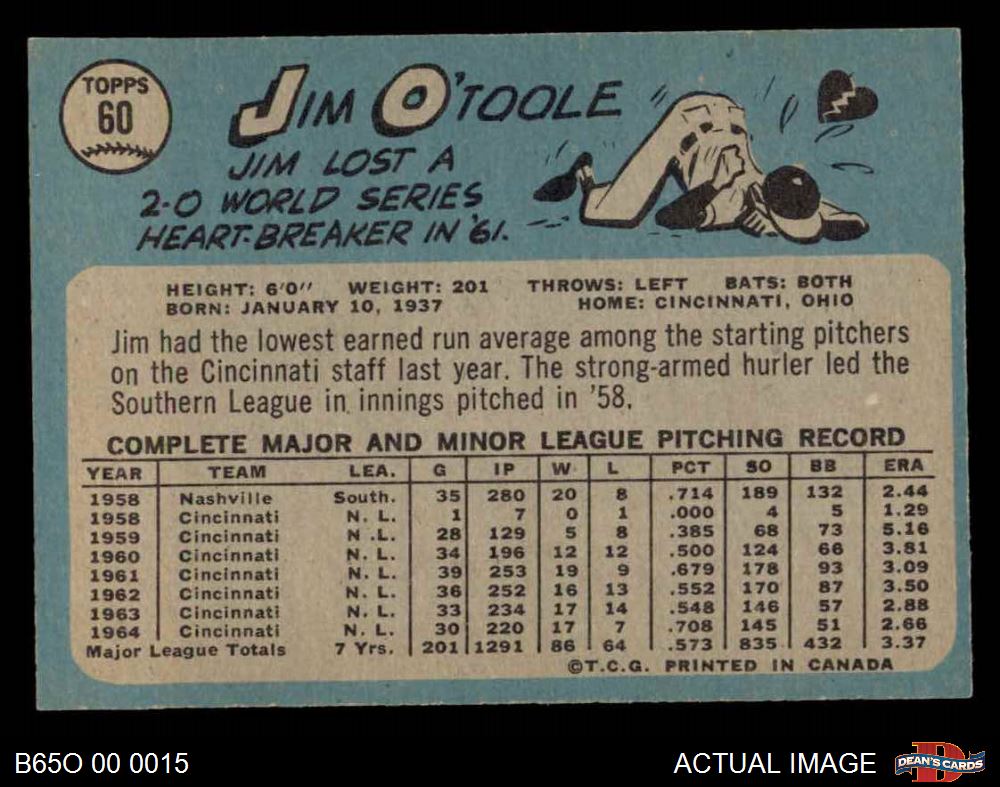 TOPPS
60
JIM O'TOOLE
JIM LOST A
2-0 WORLD SERIES
HEART-BREAKER IN '61.
HEIGHT: 6'0" WEIGHT: 201 THROWS: LEFT BATS: BOTH
BORN: JANUARY 10, 1937 HOME: CINCINNATI, OHIO
Jim had the lowest earned run average among the starting pitchers
on the Cincinnati staff last year. The strong-armed hurler led the
Southern League in innings pitched in '58.
COMPLETE MAJOR AND MINOR LEAGUE PITCHING RECORD
YEAR TEAM LEA. G IP W L PCT SO BB ERA
1958 Nashville South. 35 280 20 8 .714 189 132 2.44
1958 Cincinnati N. L. 1 7 0 1 .000 4 5 1.29
1959 Cincinnati N .L. 28 129 5 8 .385 68 73 5.16
1960 Cincinnati N. L. 34 196 12 12 .500 124 66 3.81
1961 Cincinnati N. L. 39 253 19 9 .679 178 93 3.09
1962 Cincinnati N. L. 36 252 16 13 .552 170 87 3.50
1963 Cincinnati N. L. 33 234 17 14 .548 146 57 2.88
1964 Cincinnati N. L. 30 220 17 7 .708 145 51 2.66
Major League Totals 7 Yrs. 201 1291 86 64 .573 835 432 3.37
©T.C.G. PRINTED IN CANADA
B65O 00 0015 ACTUAL IMAGE DEAN'S CARDS